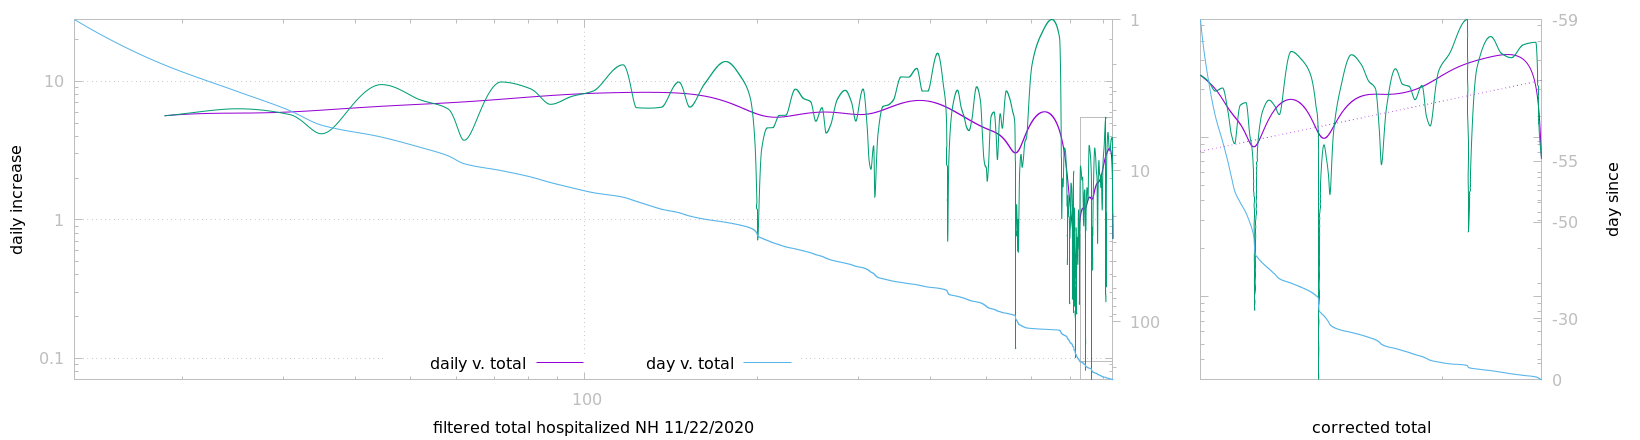 10
1
0.1
daily increase
daily v. total
day v. total
100
filtered total hospitalized NH 11/22/2020
1
10
100
-59
-55
-50
-30
0
day since
corrected total